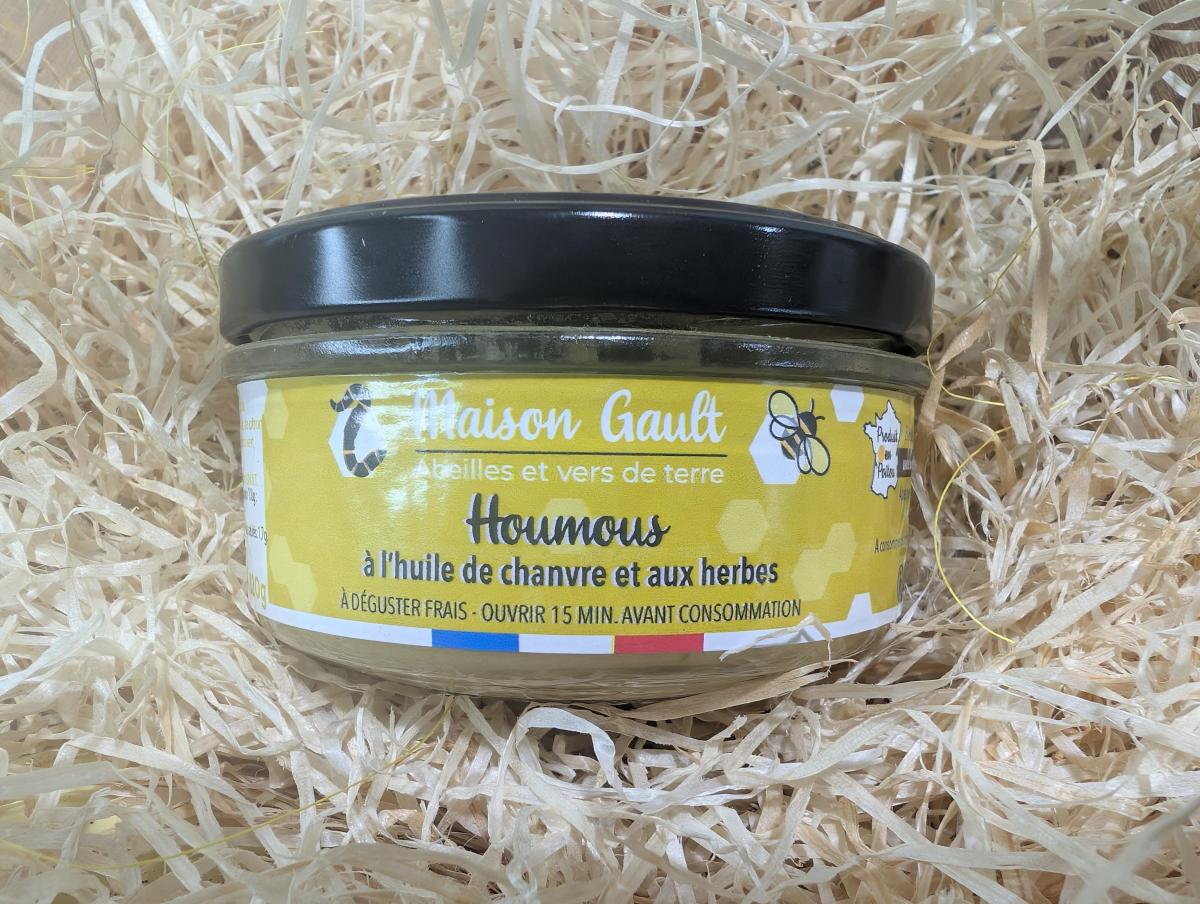 Maison Gault
Abeilles et vers de terre
Houmous
à l'huile de chanvre et aux herbes
À DÉGUSTER FRAIS - OUVRIR 15 MIN. AVANT CONSOMMATION
Produit
en
Poitou